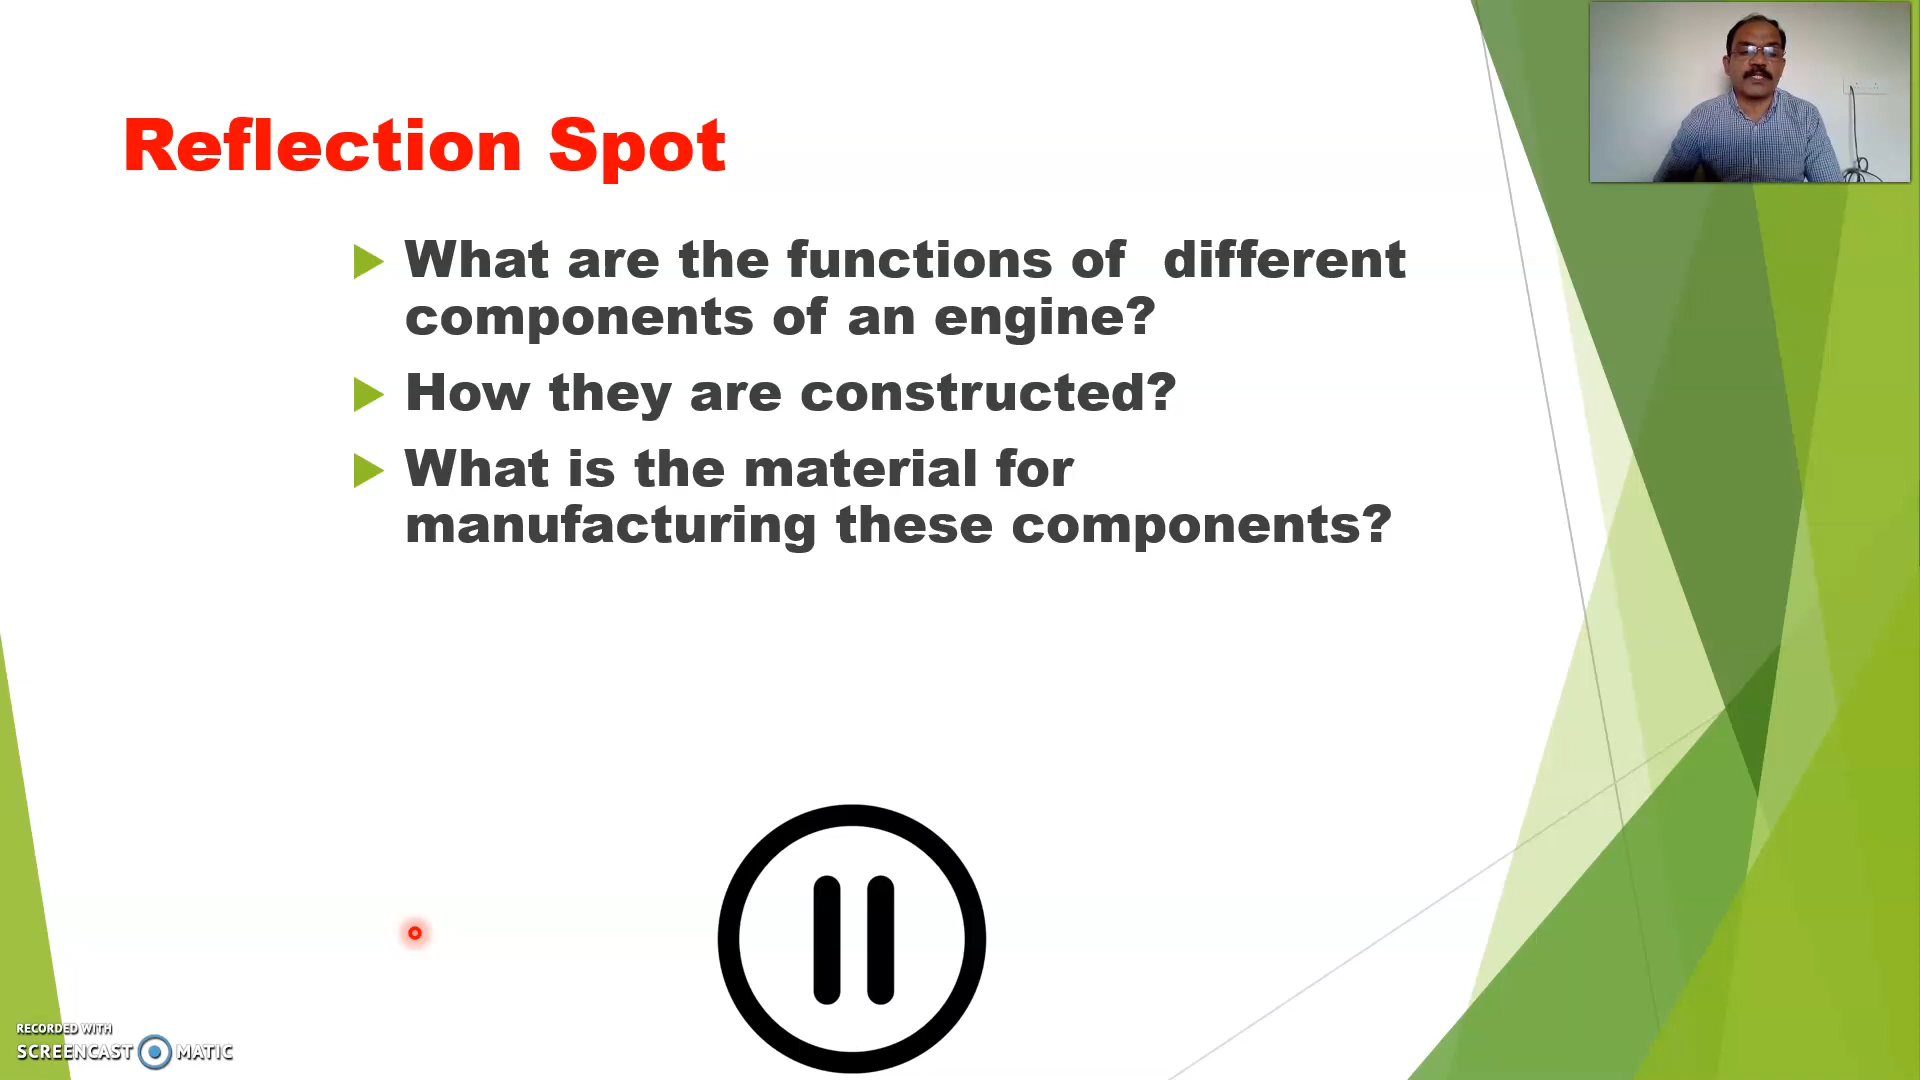 Reflection Spot
What are the functions of different
components of an engine?
How they are constructed?
What is the material for
manufacturing these components?
RECORDED WITH
SCREENCAST MATIC